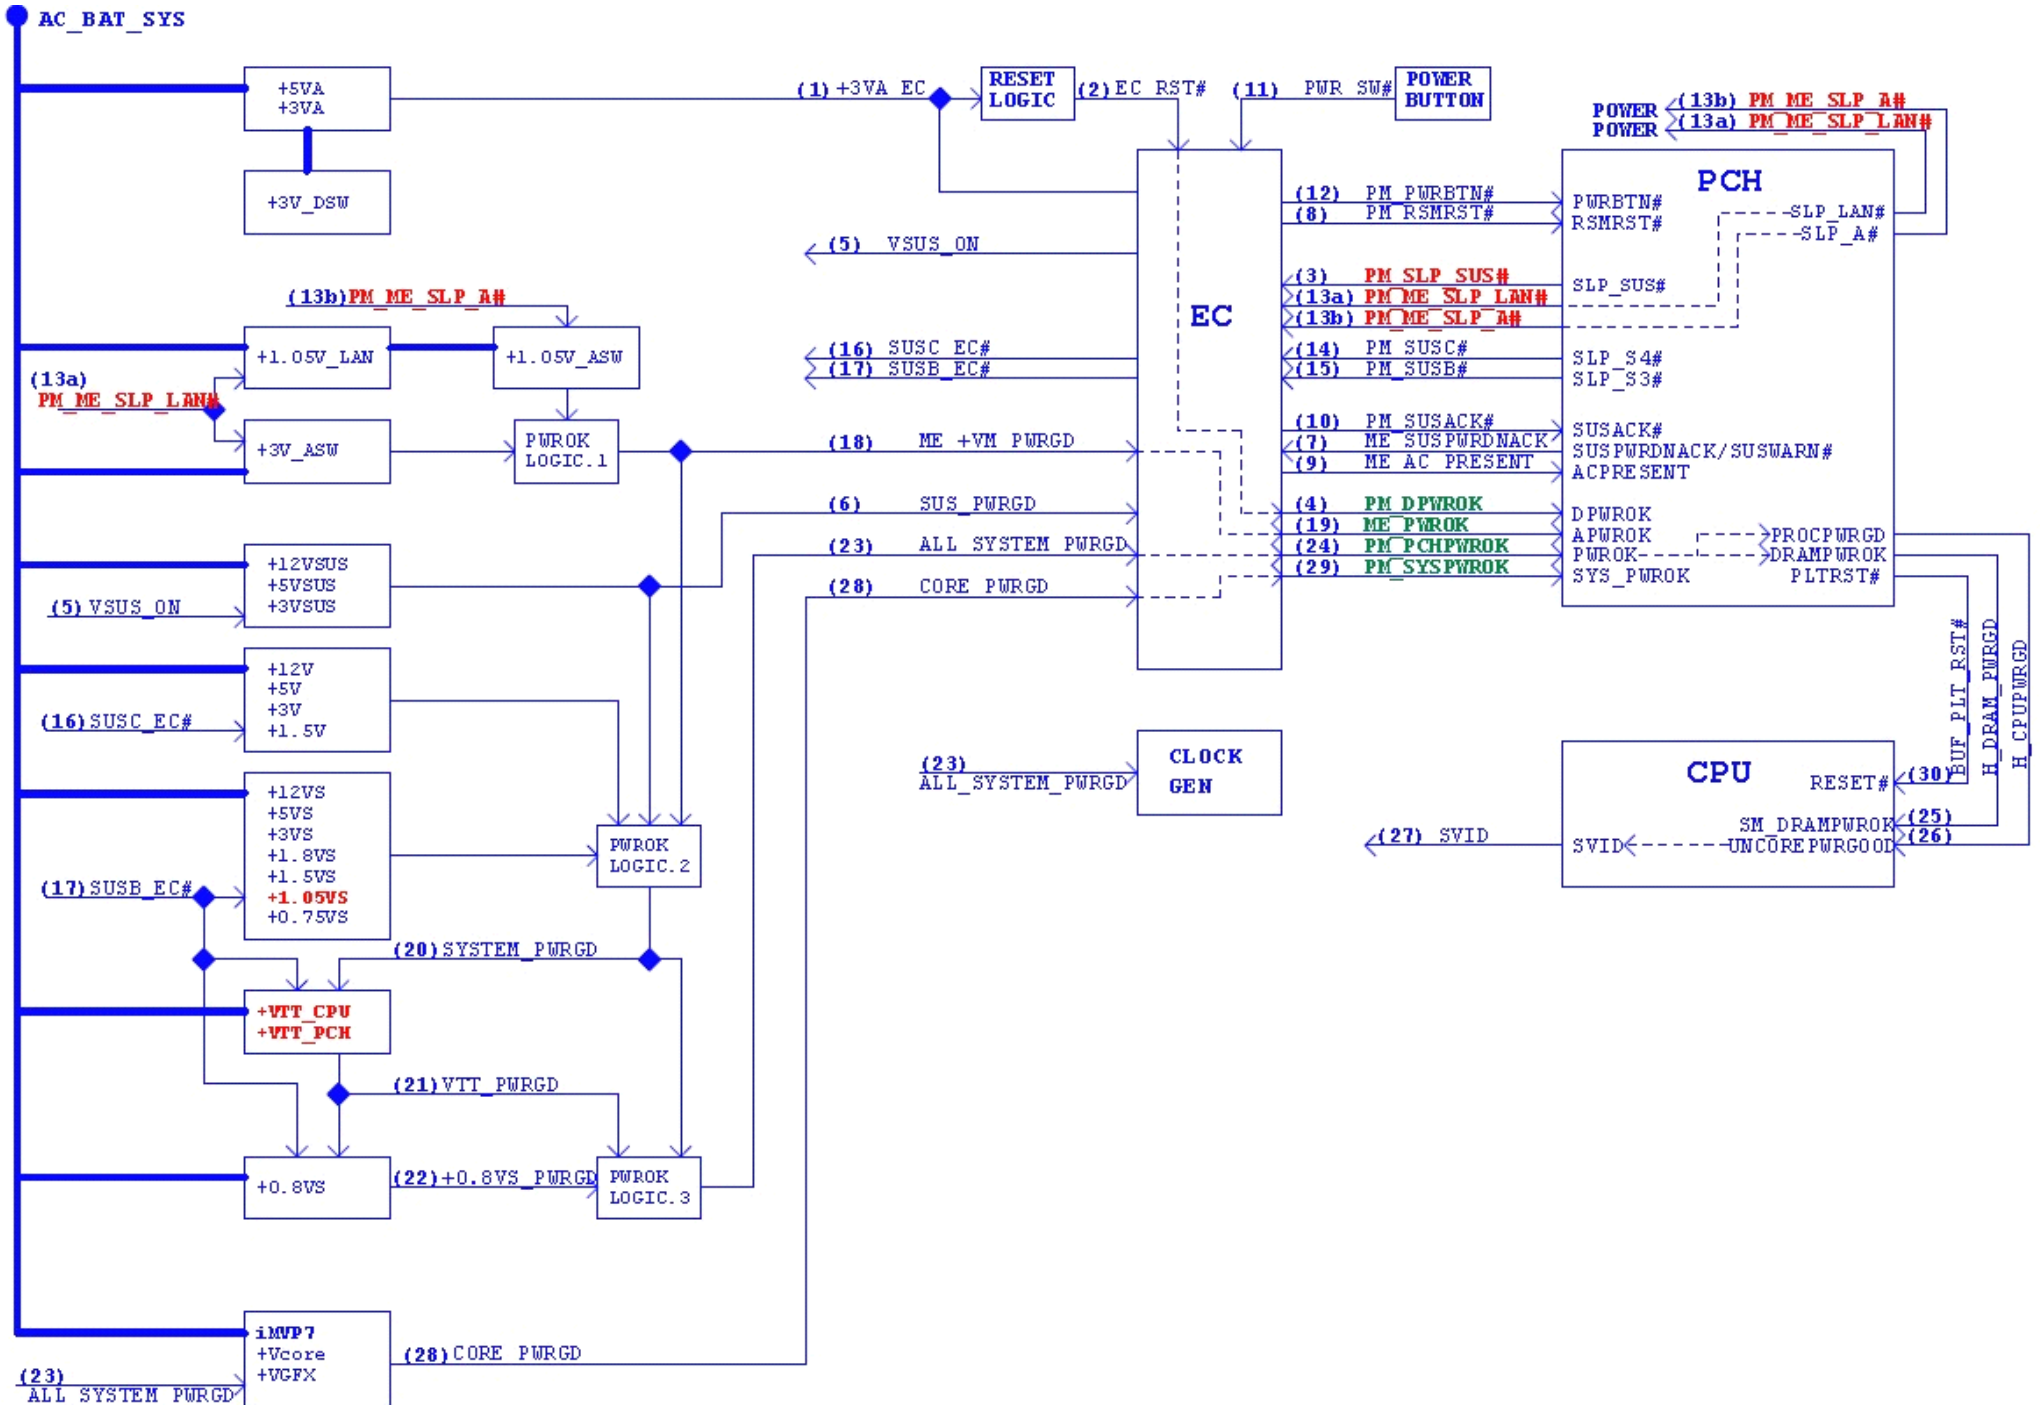 AC_BAT_SYS
+5VA
+3VA
(1) +3VA_EC
RESET
LOGIC
(2) EC_RST#
(11) PWR_SW#
POWER
BUTTON
POWER (13b) PM_ME_SLP_A#
POWER (13a) PM_ME_SLP_LAN#
+3V_DSW
EC
PCH
(12) PM_PWRBTN#
(8) PM_RSMRST#
PWRBTN#
RSMRST#
SLP_LAN#
SLP_A#
(5) VSUS_ON
(3) PM_SLP_SUS#
(13a) PM_ME_SLP_LAN#
(13b) PM_ME_SLP_A#
SLP_SUS#
(13b)PM_ME_SLP_A#
+1.05V_LAN
+1.05V_ASW
(16) SUSC_EC#
(17) SUSB_EC#
(14) PM_SUSC#
(15) PM_SUSB#
SLP_S4#
SLP_S3#
(13a)
PM_ME_SLP_LAN#
+3V_ASW
PWROK
LOGIC.1
(18) ME_+VM_PWRGD
(10) PM_SUSACK#
(7) ME_SUSPWRDNACK
(9) ME_AC_PRESENT
SUSACK#
SUSPWRDNACK/SUSWARN#
ACPRESENT
(6) SUS_PWRGD
(23) ALL_SYSTEM_PWRGD
(28) CORE_PWRGD
(4) PM_DPWROK
(19) ME_PWROK
(24) PM_PCHPWROK
(29) PM_SYSPWROK
DPWROK
APWROK
PWROK
SYS_PWROK
PROCPWRGD
DRAMPWROK
PLTRST#
+12VSUS
+5VSUS
+3VSUS
(5) VSUS_ON
BUF_PLT_RST#
H_DRAM_PWRGD
H_CPUPWRGD
+12V
+5V
+3V
+1.5V
(16) SUSC_EC#
(23)
ALL_SYSTEM_PWRGD
CLOCK
GEN
CPU
RESET#
(30)
SM_DRAMPWROK
(25)
UNCOREPWRGOOD
(26)
SVID
(27) SVID
+12VS
+5VS
+3VS
+1.8VS
+1.5VS
+1.05VS
+0.75VS
(17) SUSB_EC#
PWROK
LOGIC.2
(20) SYSTEM_PWRGD
+VTT_CPU
+VTT_PCH
(21) VTT_PWRGD
+0.8VS
(22) +0.8VS_PWRGD
PWROK
LOGIC.3
iMVP7
+Vcore
+VGFX
(28) CORE_PWRGD
(23)
ALL_SYSTEM_PWRGD